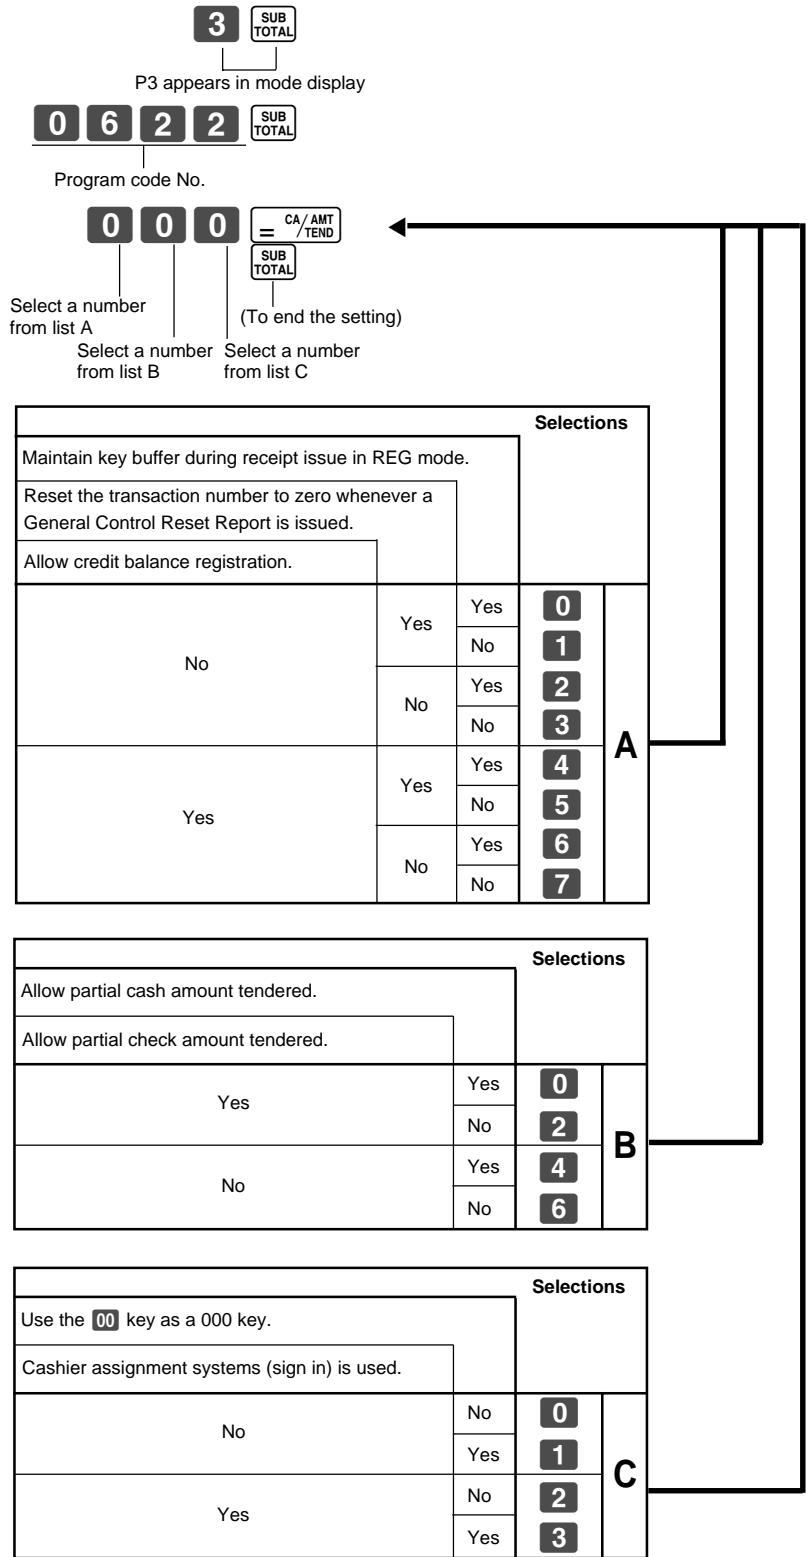 3 SUB TOTAL
P3 appears in mode display
0 6 2 2 SUB TOTAL
Program code No.
0 0 0 = CA/AMT TEND
SUB TOTAL
Select a number from list A
Select a number from list B
Select a number from list C
(To end the setting)
Selections
Maintain key buffer during receipt issue in REG mode.
Reset the transaction number to zero whenever a
General Control Reset Report is issued.
Allow credit balance registration.
No Yes Yes 0
No 1
No Yes 2
No 3
A
Yes Yes Yes 4
No 5
No Yes 6
No 7
Selections
Allow partial cash amount tendered.
Allow partial check amount tendered.
Yes Yes 0
No 2
B
No Yes 4
No 6
Selections
Use the 00 key as a 000 key.
Cashier assignment systems (sign in) is used.
No No 0
Yes 1
C
Yes No 2
Yes 3